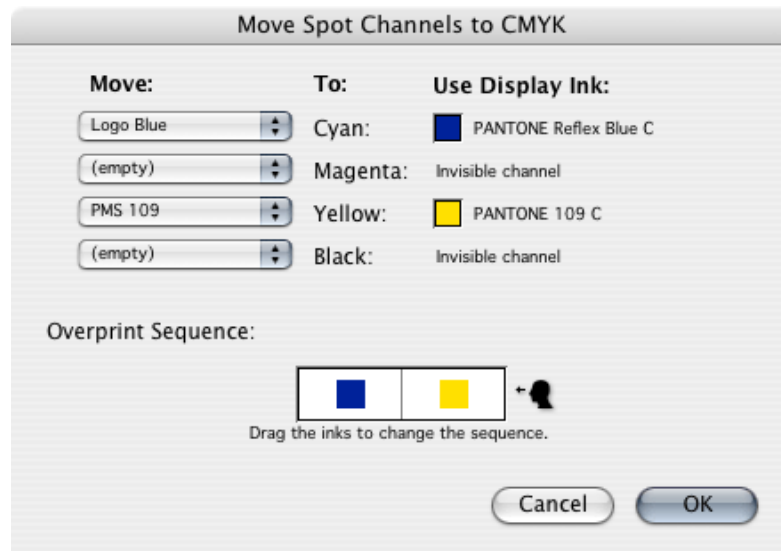 Move Spot Channels to CMYK
Move: To: Use Display Ink:
Logo Blue Cyan: PANTONE Reflex Blue C
(empty) Magenta: Invisible channel
PMS 109 Yellow: PANTONE 109 C
(empty) Black: Invisible channel
Overprint Sequence:
Drag the inks to change the sequence.
Cancel OK